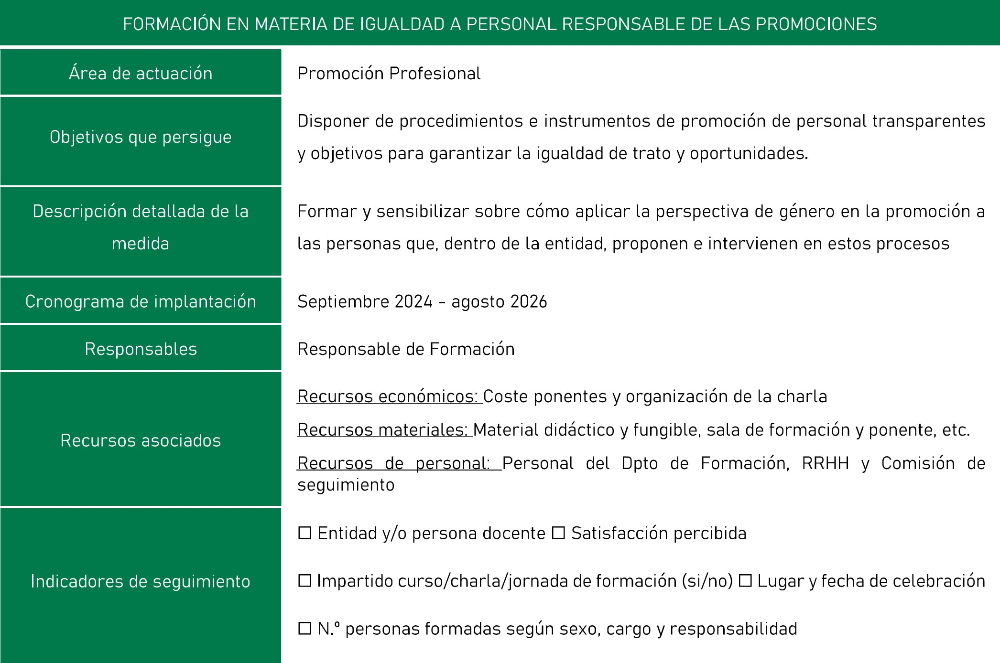 FORMACIÓN EN MATERIA DE IGUALDAD A PERSONAL RESPONSABLE DE LAS PROMOCIONES
Área de actuación
Promoción Profesional
Objetivos que persigue
Disponer de procedimientos e instrumentos de promoción de personal transparentes
y objetivos para garantizar la igualdad de trato y oportunidades.
Descripción detallada de la
medida
Formar y sensibilizar sobre cómo aplicar la perspectiva de género en la promoción a
las personas que, dentro de la entidad, proponen e intervienen en estos procesos
Cronograma de implantación
Septiembre 2024 – agosto 2026
Responsables
Responsable de Formación
Recursos asociados
Recursos económicos: Coste ponentes y organización de la charla
Recursos materiales: Material didáctico y fungible, sala de formación y ponente, etc.
Recursos de personal: Personal del Dpto de Formación, RRHH y Comisión de
seguimiento
Indicadores de seguimiento
☐ Entidad y/o persona docente ☐ Satisfacción percibida
☐ Impartido curso/charla/jornada de formación (si/no) ☐ Lugar y fecha de celebración
☐ N.º personas formadas según sexo, cargo y responsabilidad